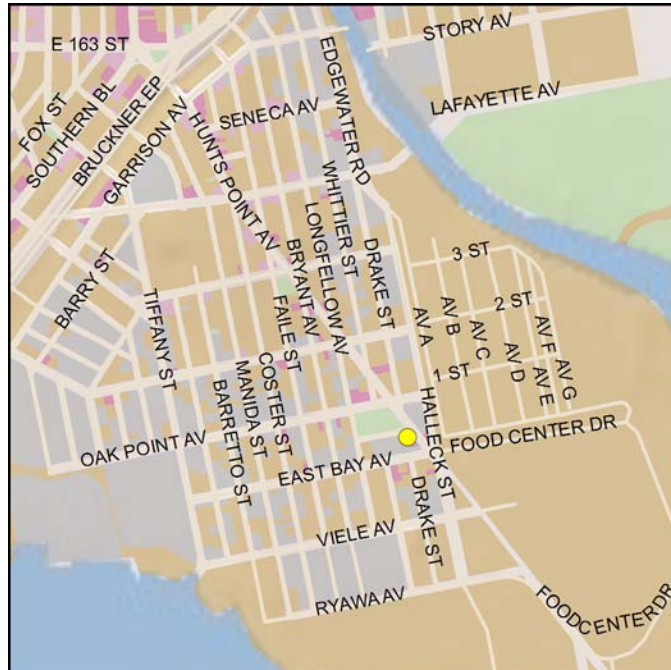 STORY AV
E 163 ST
EDGEWATER RD
FOX ST
SOUTHERN BL
BRUCKNER EP
GARRISON AV
HUNTS POINT AV
SENECA AV
LAFAYETTE AV
WHITTIER ST
LONGFELLOW AV
BRYANT AV
DRAKE ST
BARRY ST
TIFFANY ST
FAILE ST
3 ST
2 ST
1 ST
AV A
AV B
AV C
AV D
AV E
AV F
AV G
COSTER ST
MANIDA ST
BARRETTO ST
HALLECK ST
OAK POINT AV
EAST BAY AV
FOOD CENTER DR
DRAKE ST
VIELE AV
RYAWA AV
FOODCENTERDR